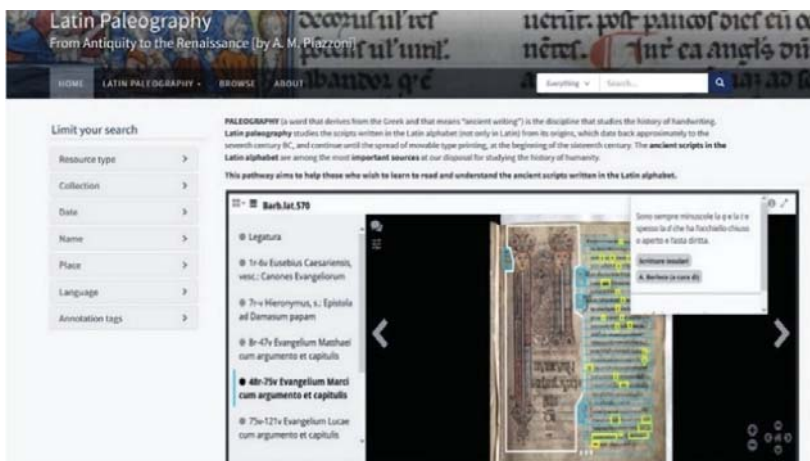 Latin Paleography
From Antiquity to the Renaissance [by A. M. Piazzoni]
HOME LATIN PALEOGRAPHY BROWSE ABOUT
Everything Search...
Limit your search
Resource type
Collection
Date
Name
Place
Language
Annotation tags
PALEOGRAPHY (a word that derives from the Greek and that means "ancient writing") is the discipline that studies the history of handwriting.
Latin paleography studies the scripts written in the Latin alphabet (not only in Latin) from its origins, which date back approximately to the
seventh century BC, and continue until the spread of movable type printing, at the beginning of the sixteenth century. The ancient scripts in the
Latin alphabet are among the most important sources at our disposal for studying the history of humanity.
This pathway aims to help those who wish to learn to read and understand the ancient scripts written in the Latin alphabet.
Barb.lat.570
Legatura
1r-6v Eusebius Caesariensis,
vesc.: Canones Evangeliorum
7r-v Hieronymus, s.: Epistola
ad Damasum papam
8r-47v Evangelium Matthaei
cum argumento et capitulis
48r-75v Evangelium Marci
cum argumento et capitulis
75v-121v Evangelium Lucae
cum argumento et capitulis
Sono sempre minuscole la g e la t e
spesso la d che ha l'occhiello chiuso
o aperto e l'asta diritta.
Scritture insulari